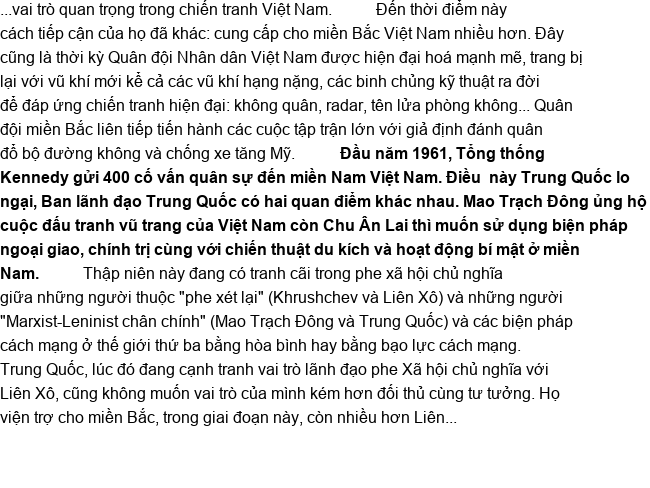 ...vai trò quan trọng trong chiến tranh Việt Nam. Đến thời điểm này
cách tiếp cận của họ đã khác: cung cấp cho miền Bắc Việt Nam nhiều hơn. Đây
cũng là thời kỳ Quân đội Nhân dân Việt Nam được hiện đại hoá mạnh mẽ, trang bị
lại với vũ khí mới kể cả các vũ khí hạng nặng, các binh chủng kỹ thuật ra đời
để đáp ứng chiến tranh hiện đại: không quân, radar, tên lửa phòng không... Quân
đội miền Bắc liên tiếp tiến hành các cuộc tập trận lớn với giả định đánh quân
đổ bộ đường không và chống xe tăng Mỹ. Đầu năm 1961, Tổng thống
Kennedy gửi 400 cố vấn quân sự đến miền Nam Việt Nam. Điều này Trung Quốc lo
ngại, Ban lãnh đạo Trung Quốc có hai quan điểm khác nhau. Mao Trạch Đông ủng hộ
cuộc đấu tranh vũ trang của Việt Nam còn Chu Ân Lai thì muốn sử dụng biện pháp
ngoại giao, chính trị cùng với chiến thuật du kích và hoạt động bí mật ở miền
Nam. Thập niên này đang có tranh cãi trong phe xã hội chủ nghĩa
giữa những người thuộc "phe xét lại" (Khrushchev và Liên Xô) và những người
"Marxist-Leninist chân chính" (Mao Trạch Đông và Trung Quốc) và các biện pháp
cách mạng ở thế giới thứ ba bằng hòa bình hay bằng bạo lực cách mạng.
Trung Quốc, lúc đó đang cạnh tranh vai trò lãnh đạo phe Xã hội chủ nghĩa với
Liên Xô, cũng không muốn vai trò của mình kém hơn đối thủ cùng tư tưởng. Họ
viện trợ cho miền Bắc, trong giai đoạn này, còn nhiều hơn Liên...